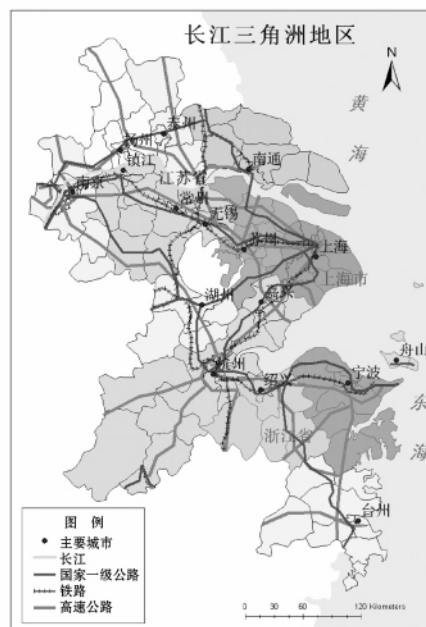 长江三角洲地区
N
黄
海
泰州
扬州
镇江
南通
南京
江苏省
常州
无锡
苏州
上海
上海市
嘉兴
湖州
舟山
杭州
宁波
绍兴
东
浙江省
海
台州
图 例
主要城市
长江
国家一级公路
铁路
高速公路
0 15 30 60 90 120 Kilometers